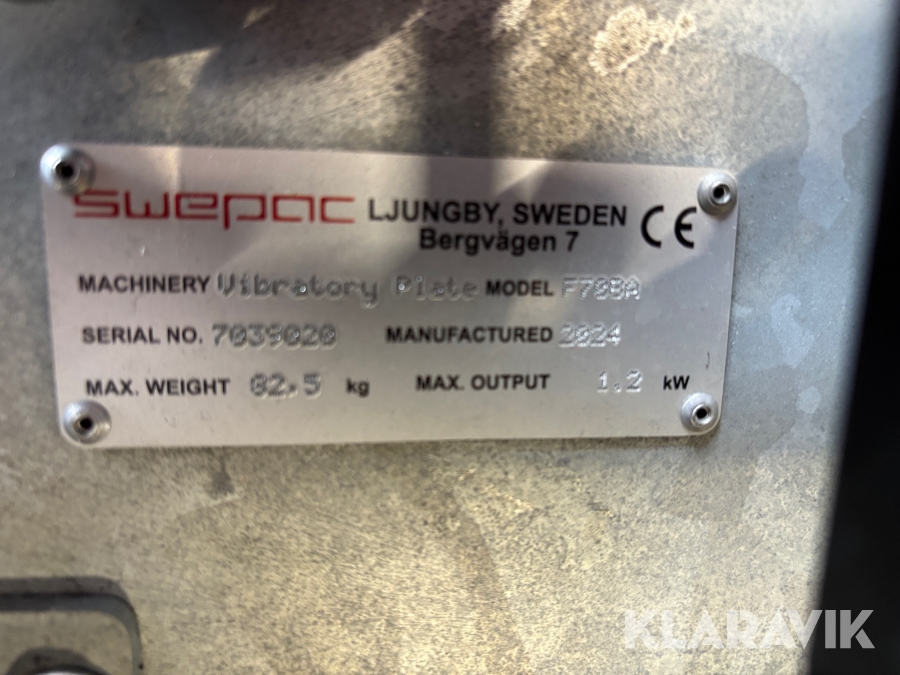 swepac LJUNGBY, SWEDEN CE
Bergvägen 7
MACHINERY Vibratory Plate MODEL F70BA
SERIAL NO. 7039020 MANUFACTURED 2024
MAX. WEIGHT 82,5 kg MAX. OUTPUT 1.2 kW
KLARAVIK